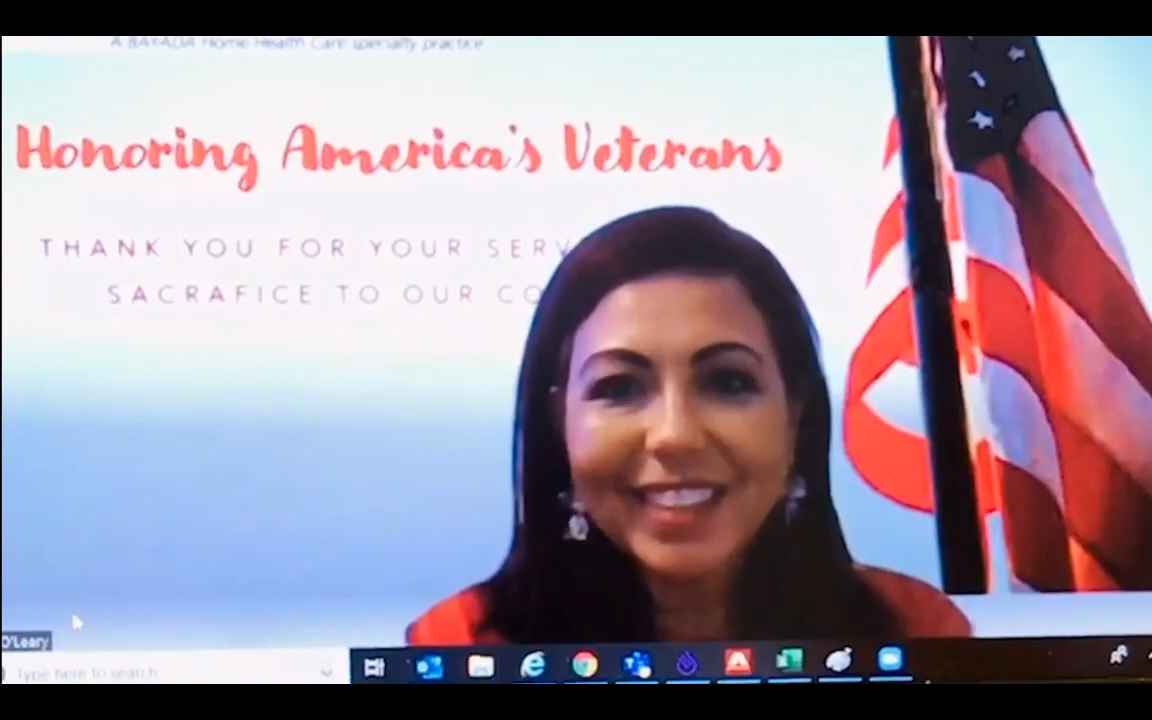 A BAYADA Home Health Care specialty practice
Honoring America's Veterans
THANK YOU FOR YOUR SERV
SACRAFICE TO OUR CO
O'Leary
Type here to search